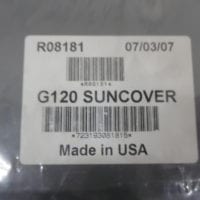 R08181 07/03/07
*R08181*
G120 SUNCOVER
*723193081818*
Made in USA